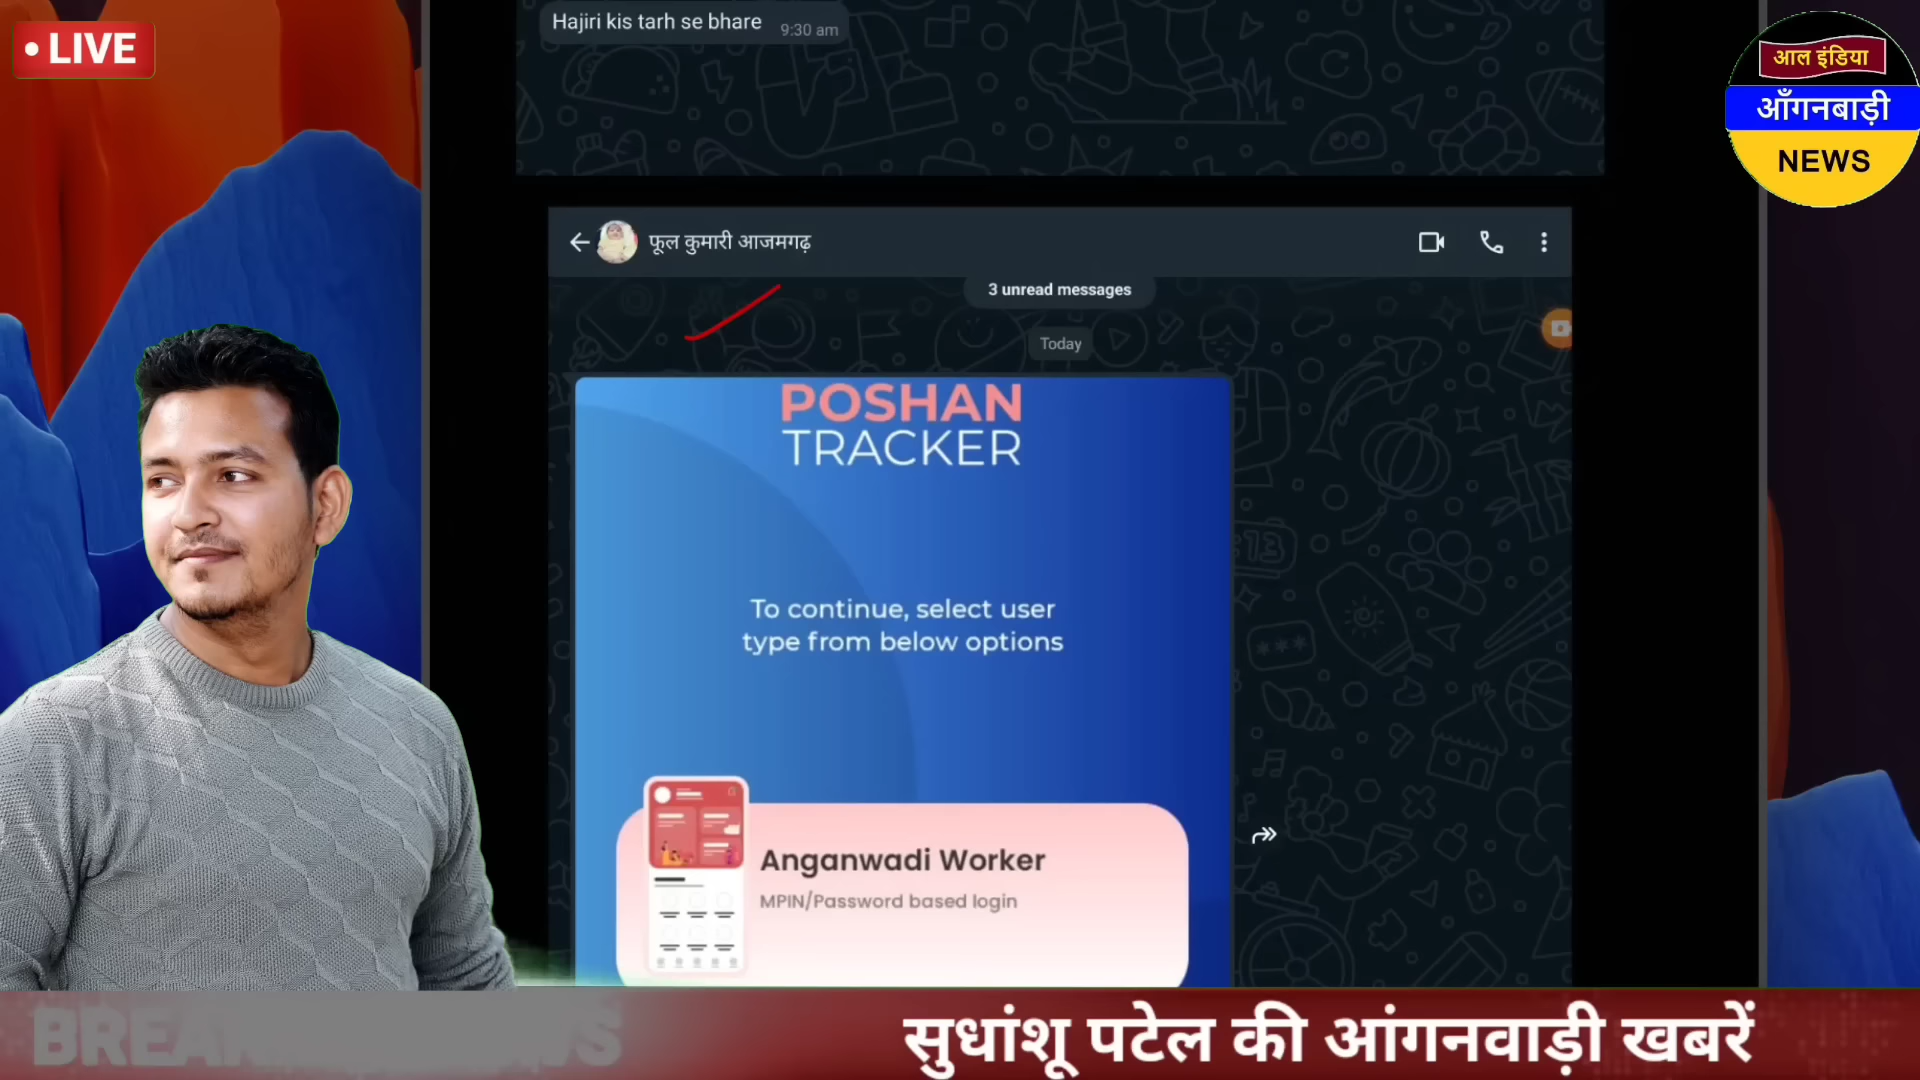 LIVE
Hajiri kis tarh se bhare
9:30 am
आल इंडिया
आँगनबाड़ी
NEWS
फूल कुमारी आजमगढ़
3 unread messages
Today
POSHAN
TRACKER
To continue, select user
type from below options
Anganwadi Worker
MPIN/Password based login
सुधांशू पटेल की आंगनवाड़ी खबरें